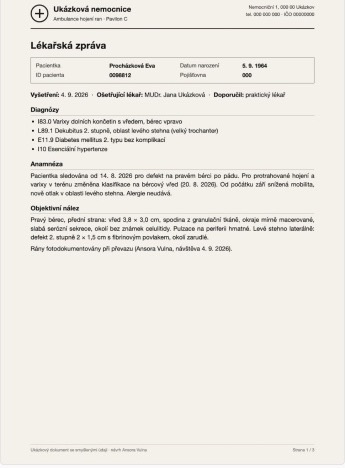 Ukázková nemocnice
Ambulance hojení ran · Pavilon C
Nemocniční 1, 000 00 Ukázkov
tel. 000 000 000 · IČO 00000000
Lékařská zpráva
Pacientka Procházková Eva Datum narození 5. 9. 1964
ID pacienta 0098612 Pojišťovna 000
Vyšetření: 4. 9. 2026 · Ošetřující lékař: MUDr. Jana Ukázková · Doporučil: praktický lékař
Diagnózy
• I83.0 Varixy dolních končetin s vředem, bérec vpravo
• L89.1 Dekubitus 2. stupně, oblast levého stehna (velký trochanter)
• E11.9 Diabetes mellitus 2. typu bez komplikací
• I10 Esenciální hypertenze
Anamnéza
Pacientka sledována od 14. 8. 2026 pro defekt na pravém bérci po pádu. Pro protrahované hojení a
varixy v terénu změněna klasifikace na bércový vřed (20. 8. 2026). Od počátku září snížená mobilita,
nově otlak v oblasti levého stehna. Alergie neudává.
Objektivní nález
Pravý bérec, přední strana: vřed 3,8 × 3,0 cm, spodina z granulační tkáně, okraje mírně macerované,
slabá serózní sekrece, okolí bez známek celulitidy. Pulzace na periferii hmatné. Levé stehno laterálně:
defekt 2. stupně 2 × 1,5 cm s fibrinovým povlakem, okolí zarudlé.
Rány fotodokumentovány při převazu (Ansora Vulna, návštěva 4. 9. 2026).
Ukázkový dokument se smyšlenými údaji · návrh Ansora Vulna
Strana 1 / 3